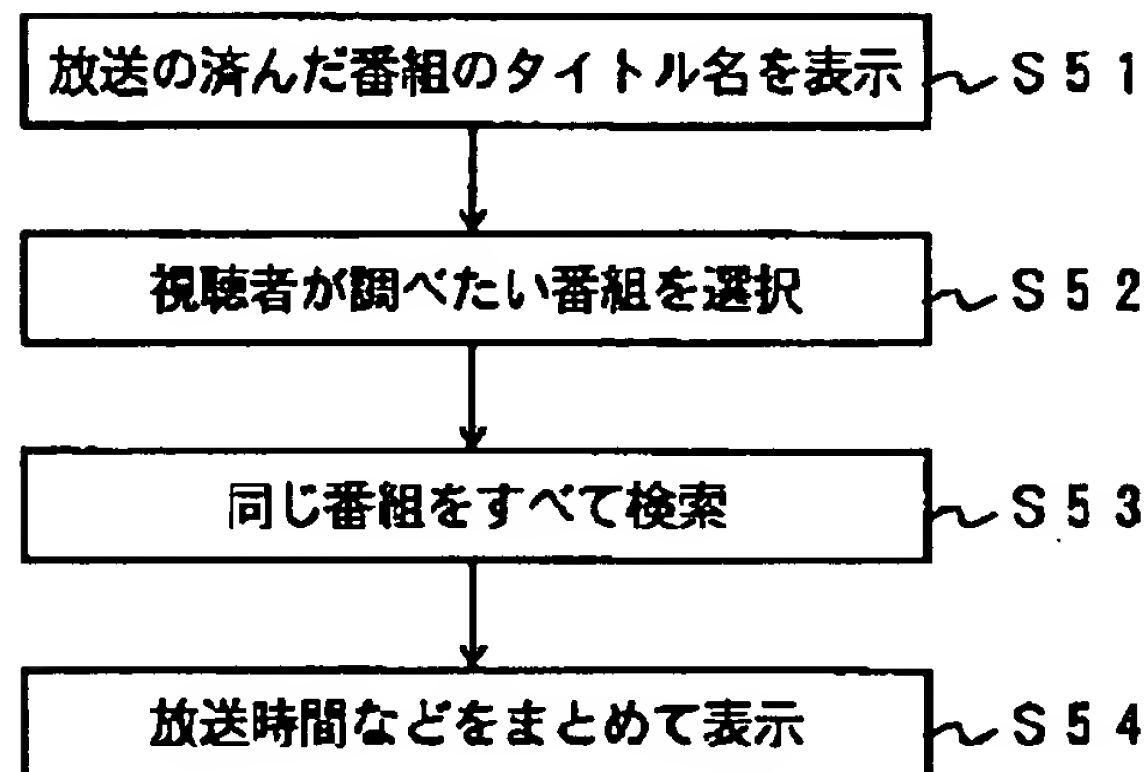 放送の済んだ番組のタイトル名を表示 S51
視聴者が調べたい番組を選択 S52
同じ番組をすべて検索 S53
放送時間などをまとめて表示 S54